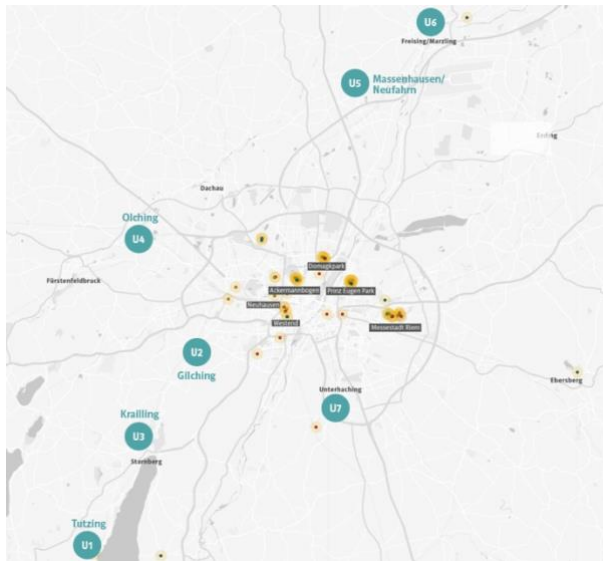 U6
Freising/Marzling
U5
Massenhausen/
Neufahrn
Erding
Dachau
Olching
U4
Domagkpark
Fürstenfeldbruck
Ackermannbogen
Prinz Eugen Park
Neuhausen
Westend
Messestadt Riem
U2
Gilching
Ebersberg
Unterhaching
U7
Krailling
U3
Starnberg
Tutzing
U1